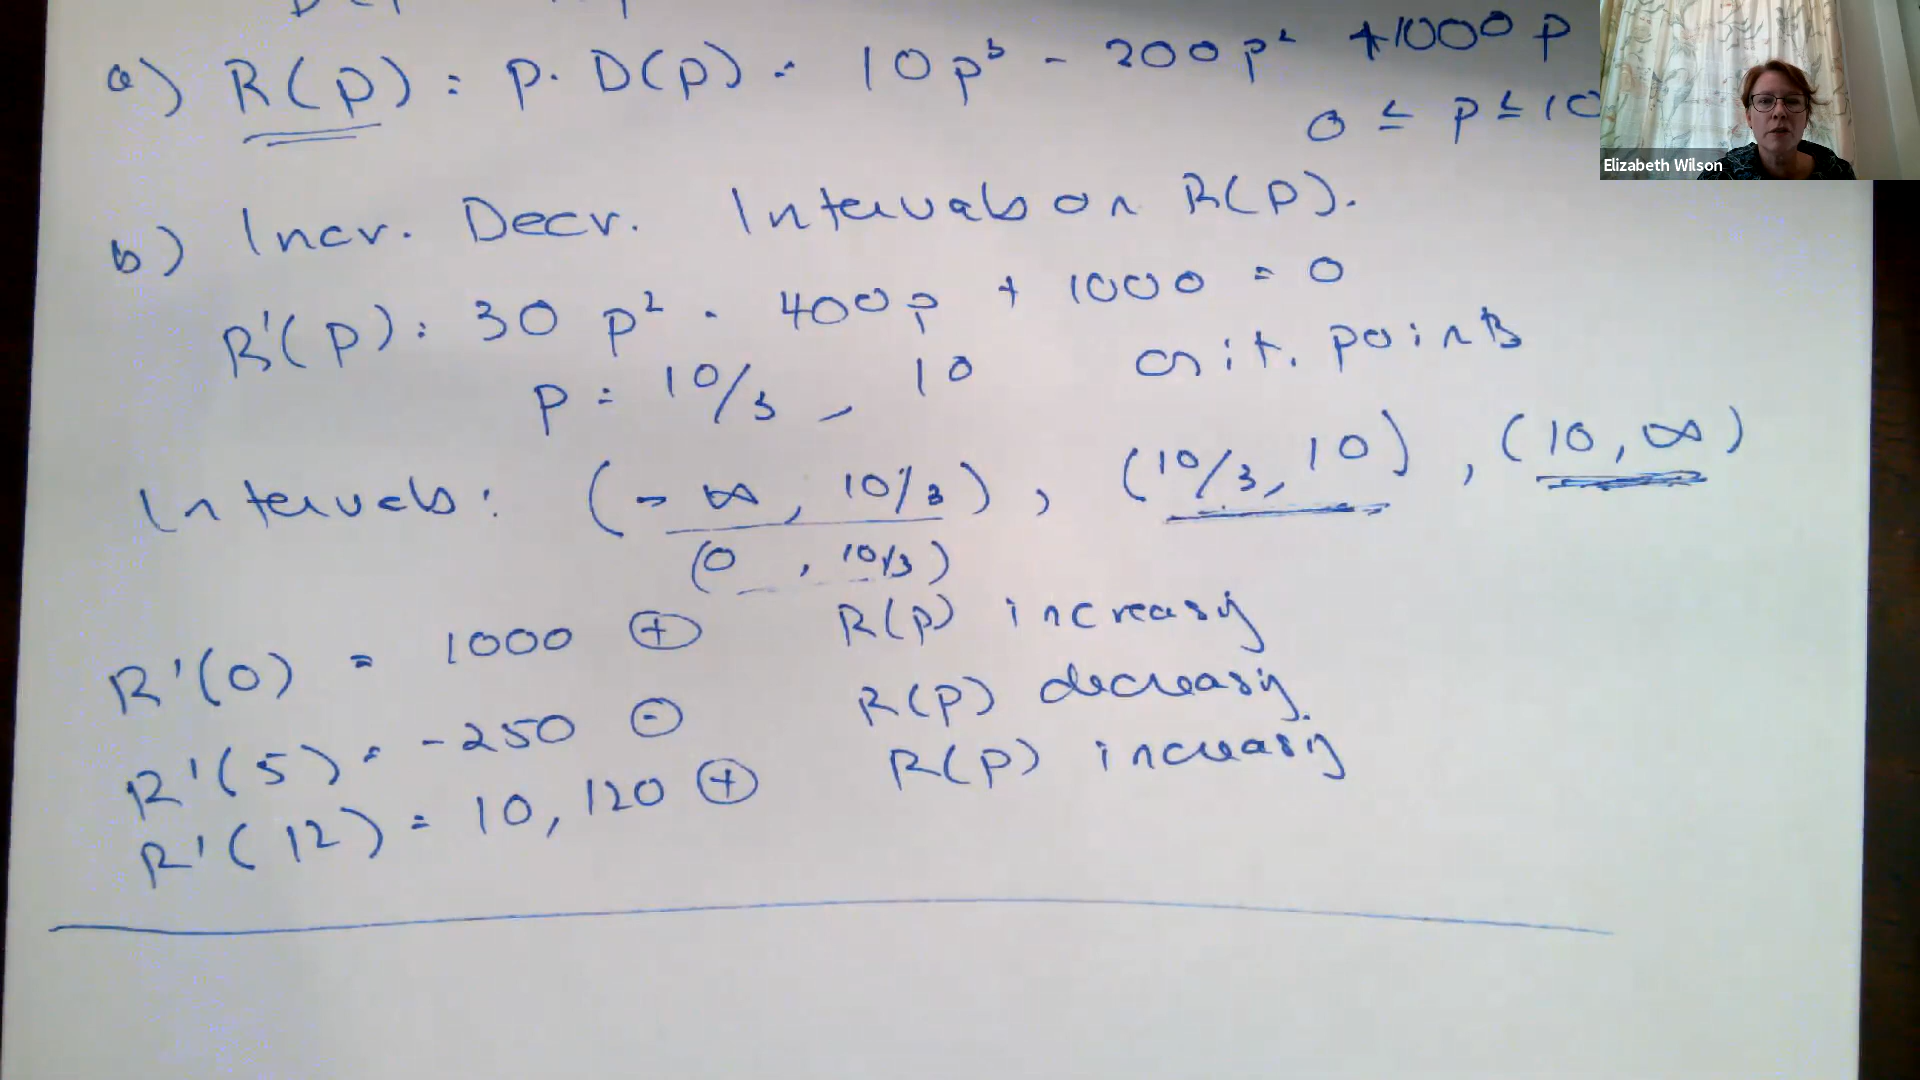 a) R(p) = p. D(p) = 10p³ - 200p² +1000p
0 ≤ p ≤ 10
Elizabeth Wilson
b) Incr. Decr. Intervals on R(p).
R'(p) = 30p² - 400p + 1000 = 0
p = 10/3, 10 crit. points
Intervals: (-∞, 10/3), (10/3, 10), (10, ∞)
(0, 10/3)
R'(0) = 1000 ⊕ R(p) increasing
R'(5) = -250 ⊖ R(p) decreasing.
R'(12) = 10,120 ⊕ R(p) increasing